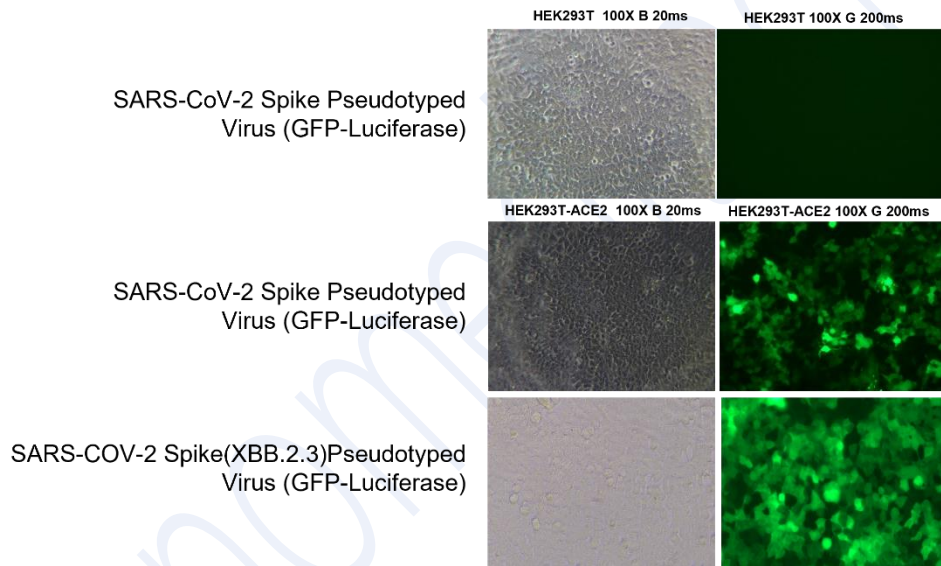 HEK293T 100X B 20ms
HEK293T 100X G 200ms
SARS-CoV-2 Spike Pseudotyped
Virus (GFP-Luciferase)
HEK293T-ACE2 100X B 20ms
HEK293T-ACE2 100X G 200ms
SARS-CoV-2 Spike Pseudotyped
Virus (GFP-Luciferase)
SARS-COV-2 Spike(XBB.2.3)Pseudotyped
Virus (GFP-Luciferase)